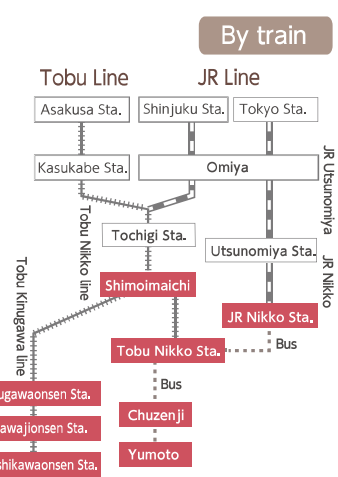 By train
Tobu Line
JR Line
Asakusa Sta.
Shinjuku Sta.
Tokyo Sta.
Kasukabe Sta.
Omiya
JR Utsunomiya
Tobu Nikko line
Tochigi Sta.
Utsunomiya Sta.
JR Nikko
Tobu Kinugawa line
Shimoimaichi
JR Nikko Sta.
Tobu Nikko Sta.
Bus
Bus
ugawaonsen Sta.
Chuzenji
awajionsen Sta.
Yumoto
shikawaonsen Sta.